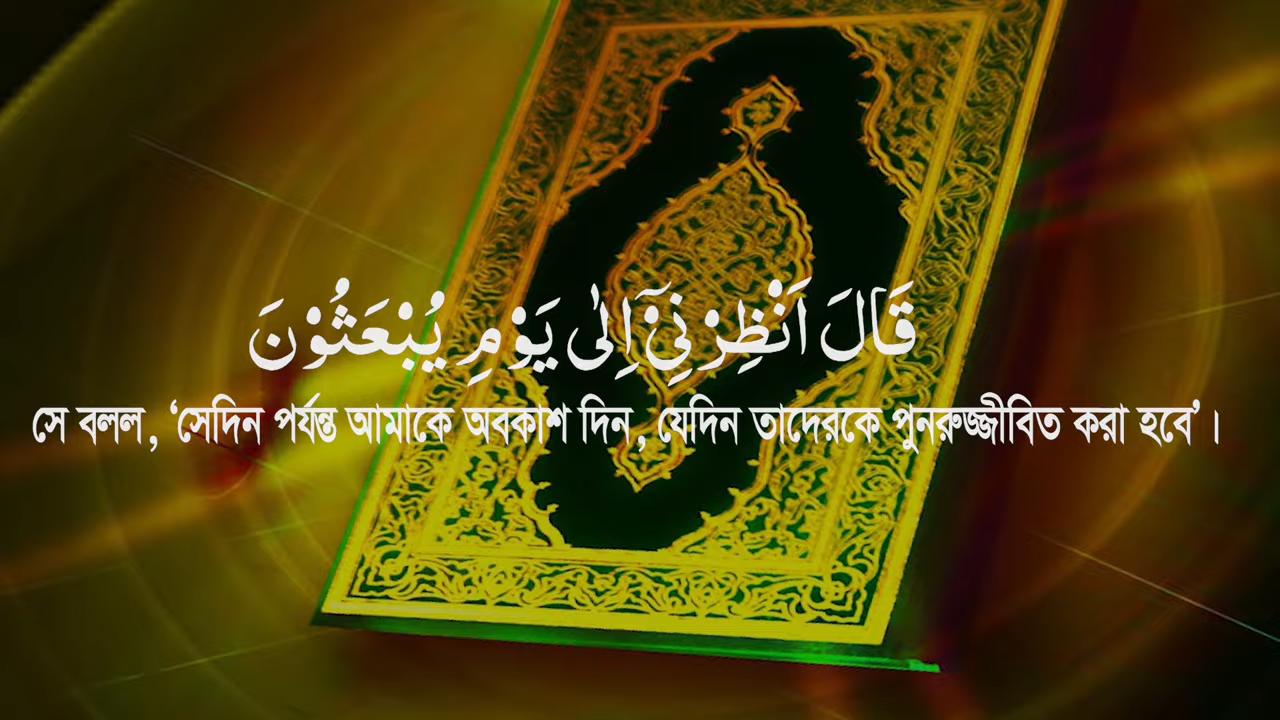 قَالَ اَنْظِرْنِیْۤ اِلٰی یَوْمِ یُبْعَثُوْنَ
সে বলল, ‘সেদিন পর্যন্ত আমাকে অবকাশ দিন, যেদিন তাদেরকে পুনরুজ্জীবিত করা হবে’।